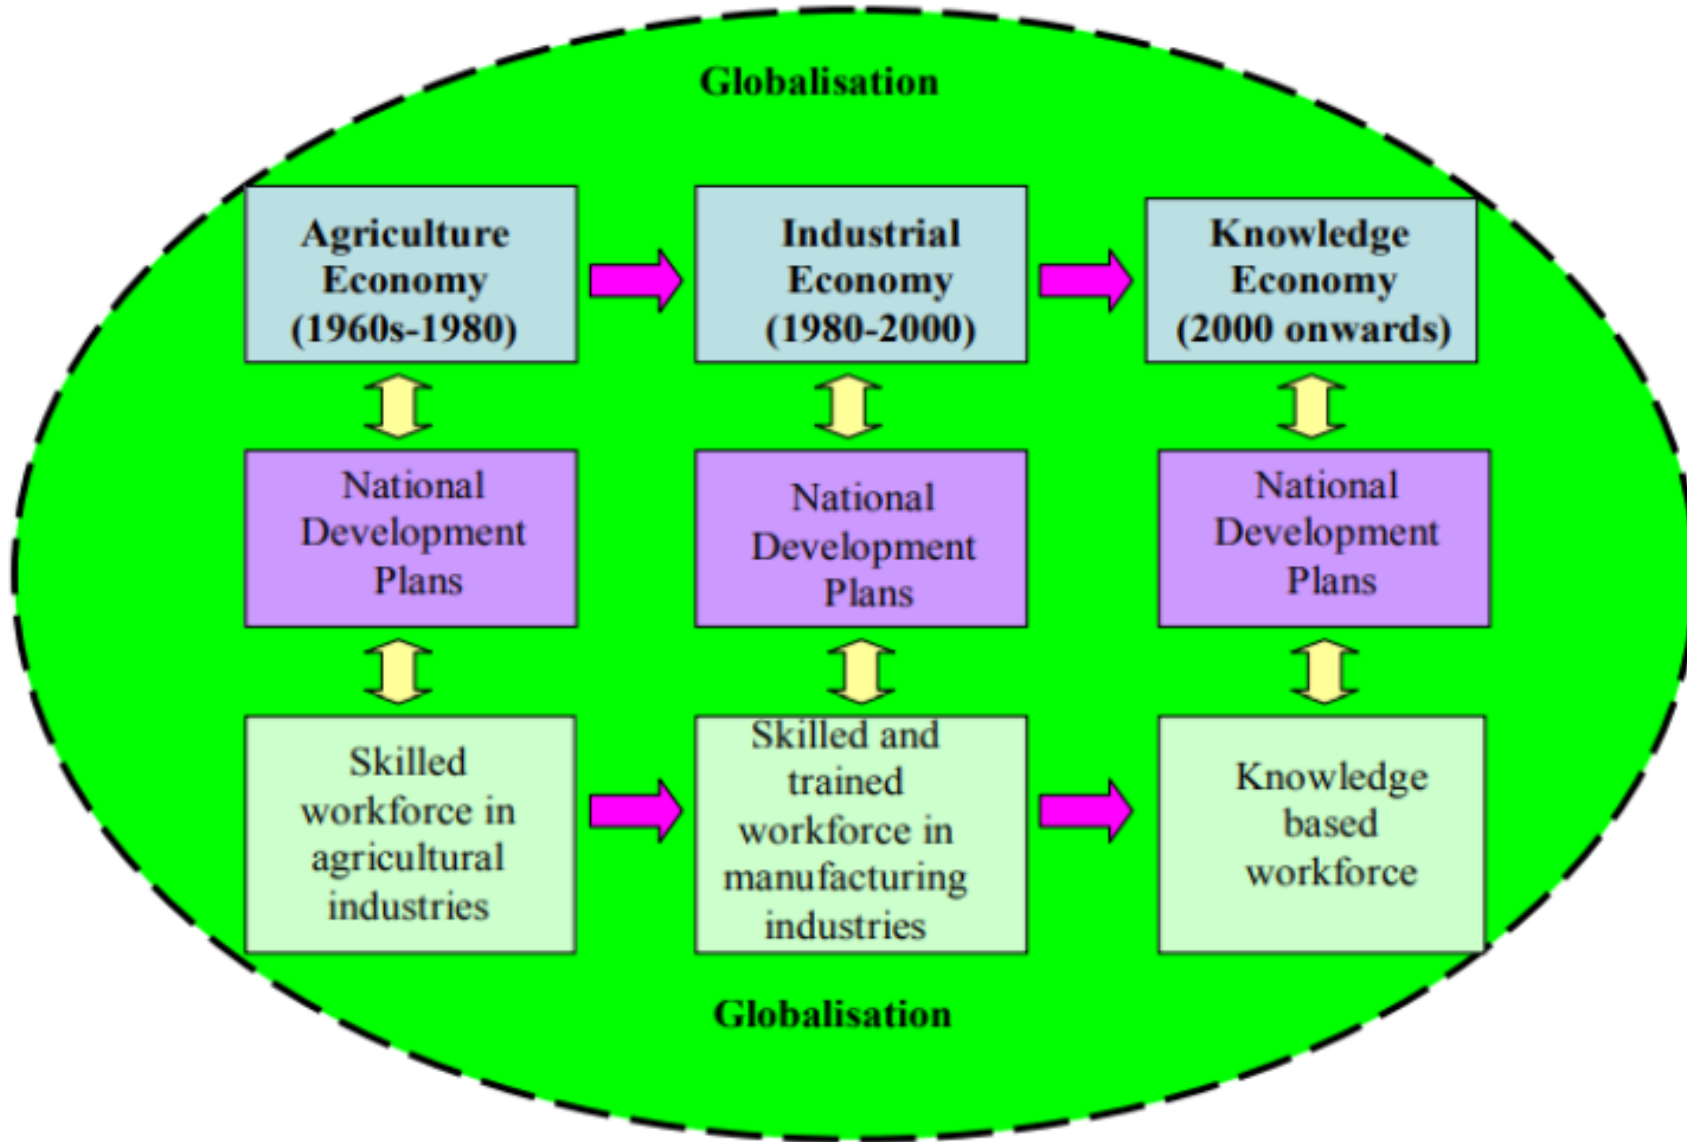 Globalisation
Agriculture
Economy
(1960s-1980)
Industrial
Economy
(1980-2000)
Knowledge
Economy
(2000 onwards)
National
Development
Plans
National
Development
Plans
National
Development
Plans
Skilled
workforce in
agricultural
industries
Skilled and
trained
workforce in
manufacturing
industries
Knowledge
based
workforce
Globalisation